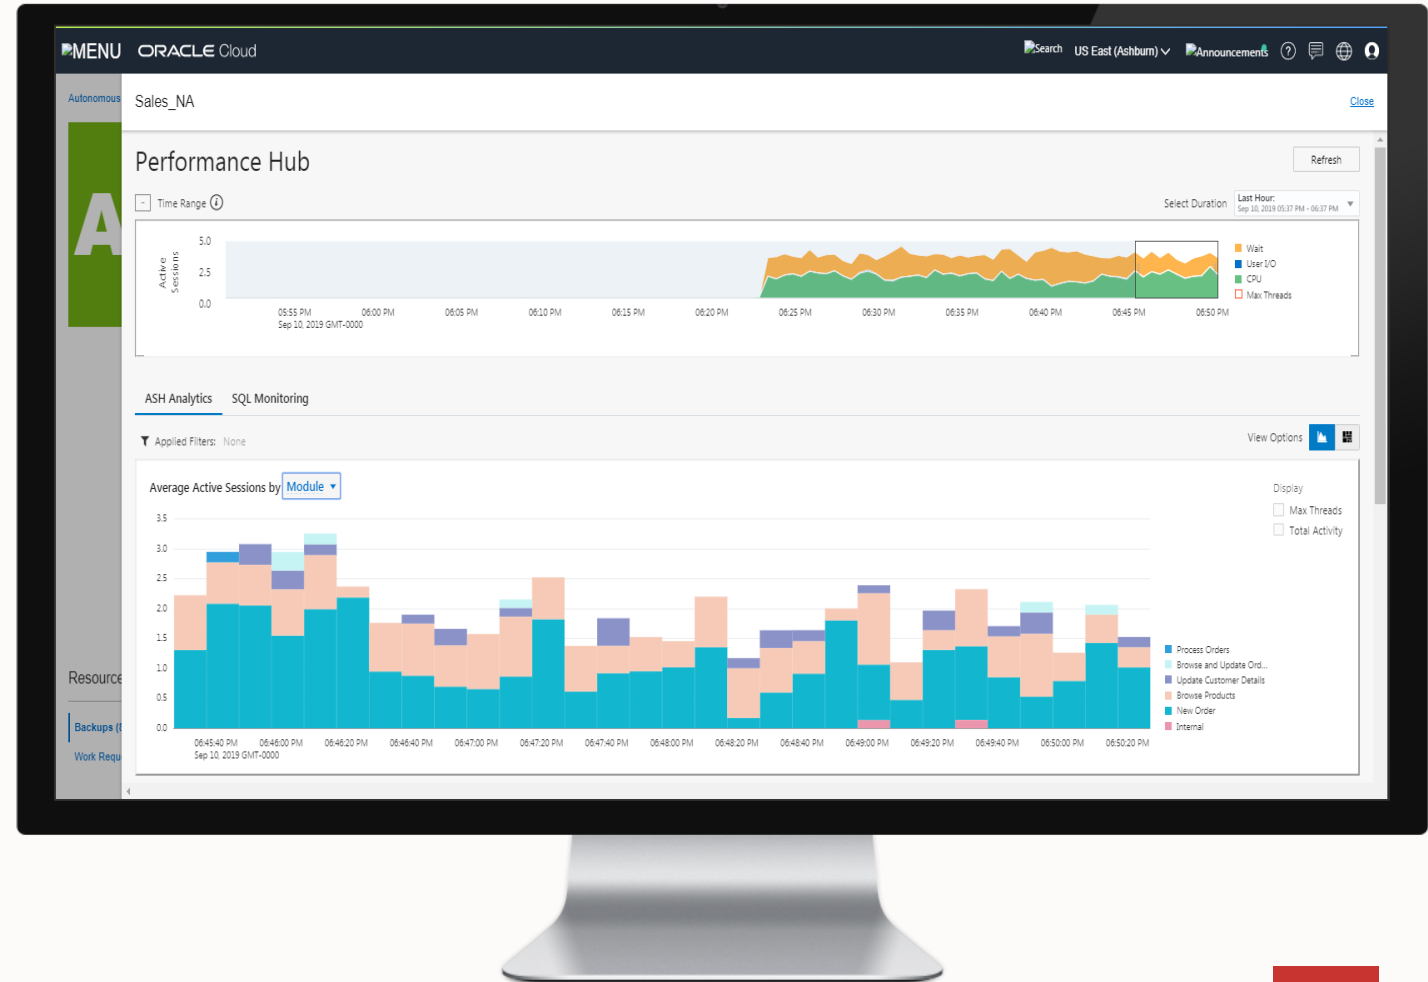 MENU ORACLE Cloud Search US East (Ashburn) Announcements ?
Autonomous
Sales_NA Close
A
Performance Hub Refresh
- Time Range i Select Duration Last Hour:
Sep 10, 2019 05:37 PM - 06:37 PM
Active
Sessions
5.0
2.5
0.0
Wait
User I/O
CPU
Max Threads
05:55 PM 06:00 PM 06:05 PM 06:10 PM 06:15 PM 06:20 PM 06:25 PM 06:30 PM 06:35 PM 06:40 PM 06:45 PM 06:50 PM
Sep 10, 2019 GMT-0000
ASH Analytics SQL Monitoring
Applied Filters: None View Options
Average Active Sessions by Module
Display
Max Threads
Total Activity
3.5
3.0
2.5
2.0
1.5
1.0
0.5
0.0
Process Orders
Browse and Update Ord...
Update Customer Details
Browse Products
New Order
Internal
06:45:40 PM 06:46:00 PM 06:46:20 PM 06:46:40 PM 06:47:00 PM 06:47:20 PM 06:47:40 PM 06:48:00 PM 06:48:20 PM 06:48:40 PM 06:49:00 PM 06:49:20 PM 06:49:40 PM 06:50:00 PM 06:50:20 PM
Sep 10, 2019 GMT-0000
Resource
Backups (
Work Requ